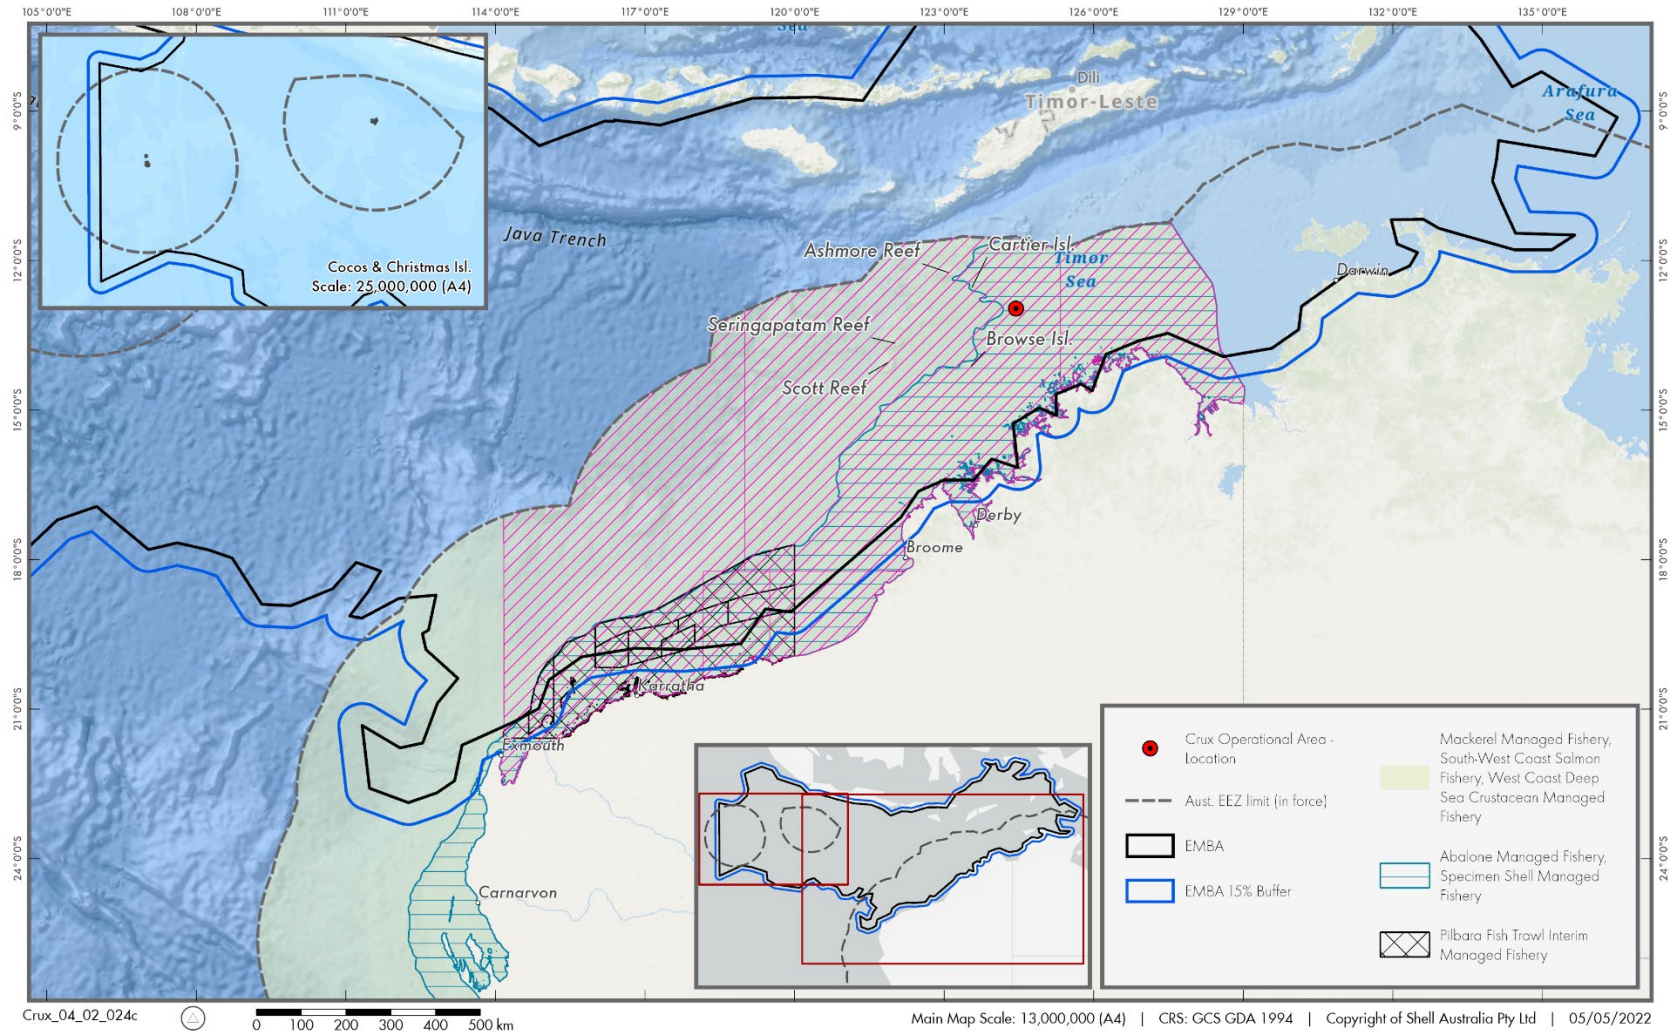 105°0'0"E 108°0'0"E 111°0'0"E 114°0'0"E 117°0'0"E 120°0'0"E 123°0'0"E 126°0'0"E 129°0'0"E 132°0'0"E 135°0'0"E
Sea
Dili
Timor-Leste
Arafura
Sea
9°0'0"S
9°0'0"S
Cocos & Christmas Isl.
Scale: 25,000,000 (A4)
Java Trench
Ashmore Reef
Cartier Isl.
Timor
Sea
12°0'0"S
12°0'0"S
Darwin
Seringapatam Reef
Browse Isl.
Scott Reef
15°0'0"S
15°0'0"S
Derby
Broome
18°0'0"S
18°0'0"S
Karratha
21°0'0"S
21°0'0"S
Exmouth
Carnarvon
24°0'0"S
24°0'0"S
Crux Operational Area -
Location
Aust. EEZ limit (in force)
EMBA
EMBA 15% Buffer
Mackerel Managed Fishery,
South-West Coast Salmon
Fishery, West Coast Deep
Sea Crustacean Managed
Fishery
Abalone Managed Fishery,
Specimen Shell Managed
Fishery
Pilbara Fish Trawl Interim
Managed Fishery
Crux_04_02_024c
0 100 200 300 400 500 km
Main Map Scale: 13,000,000 (A4) | CRS: GCS GDA 1994 | Copyright of Shell Australia Pty Ltd | 05/05/2022